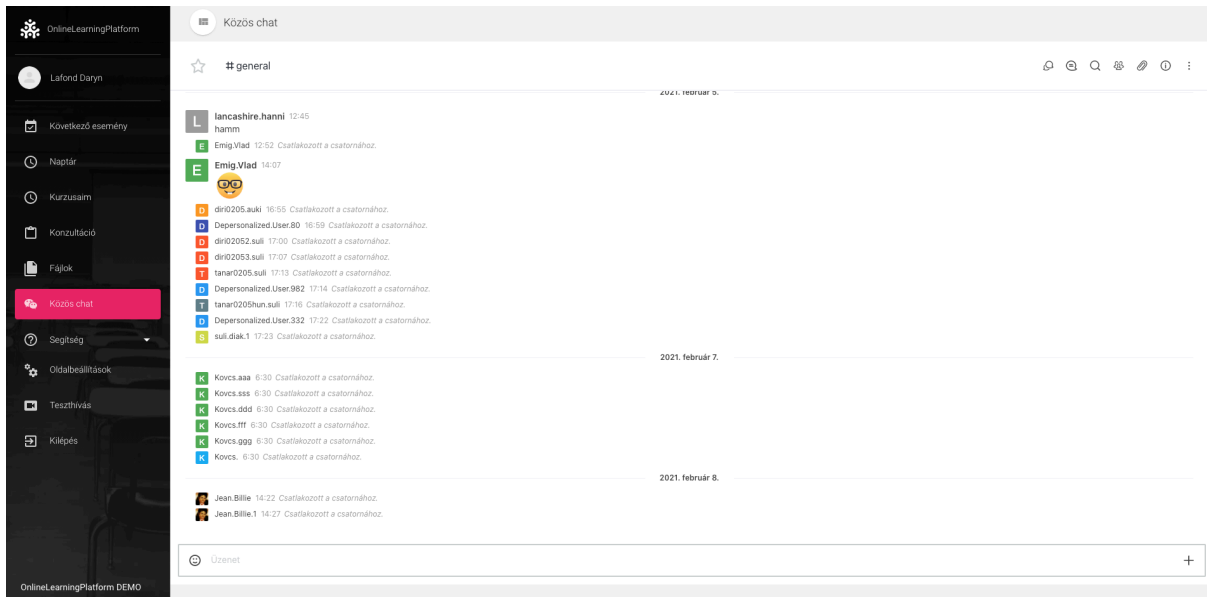 OnlineLearningPlatform
Lafond Daryn
Következő esemény
Naptár
Kurzusaim
Konzultáció
Fájlok
Közös chat
Segítség
Oldalbeállítások
Teszthívás
Kilépés
OnlineLearningPlatform DEMO
Közös chat
# general
2021. február 5.
L lancashire.hanni 12:45
hamm
E Emig.Vlad 12:52 Csatlakozott a csatornához.
E Emig.Vlad 14:07
D diri0205.auki 16:55 Csatlakozott a csatornához.
D Depersonalized.User.80 16:59 Csatlakozott a csatornához.
D diri02052.suli 17:00 Csatlakozott a csatornához.
D diri02053.suli 17:07 Csatlakozott a csatornához.
T tanar0205.suli 17:13 Csatlakozott a csatornához.
D Depersonalized.User.982 17:14 Csatlakozott a csatornához.
T tanar0205hun.suli 17:16 Csatlakozott a csatornához.
D Depersonalized.User.332 17:22 Csatlakozott a csatornához.
S suli.diak.1 17:23 Csatlakozott a csatornához.
2021. február 7.
K Kovcs.aaa 6:30 Csatlakozott a csatornához.
K Kovcs.sss 6:30 Csatlakozott a csatornához.
K Kovcs.ddd 6:30 Csatlakozott a csatornához.
K Kovcs.fff 6:30 Csatlakozott a csatornához.
K Kovcs.ggg 6:30 Csatlakozott a csatornához.
K Kovcs. 6:30 Csatlakozott a csatornához.
2021. február 8.
Jean.Billie 14:22 Csatlakozott a csatornához.
Jean.Billie.1 14:27 Csatlakozott a csatornához.
Üzenet